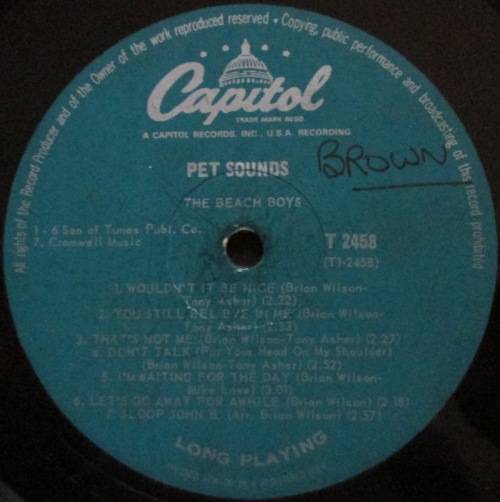 All rights of the Record Producer and of the Owner of the work reproduced reserved • Copying, public performance and broadcasting of this record prohibited
Capitol
TRADE MARK REGD
A CAPITOL RECORDS, INC., U.S.A. RECORDING
PET SOUNDS
BROWN
THE BEACH BOYS
1 - 6 Sea of Tunes Publ. Co.
7. Cromwell Music
T 2458
(T1-2458)
1. WOULDN'T IT BE NICE (Brian Wilson-
Tony Asher) (2.22)
2. YOU STILL BELIEVE IN ME (Brian Wilson-
Tony Asher) (2.33)
3. THAT'S NOT ME (Brian Wilson-Tony Asher) (2.27)
4. DON'T TALK (Put Your Head On My Shoulder)
(Brian Wilson-Tony Asher) (2.52)
5. I'M WAITING FOR THE DAY (Brian Wilson-
Mike Love) (3.01)
6. LET'S GO AWAY FOR AWHILE (Brian Wilson) (2.18)
7. SLOOP JOHN B. (Arr. Brian Wilson) (2.57)
LONG PLAYING